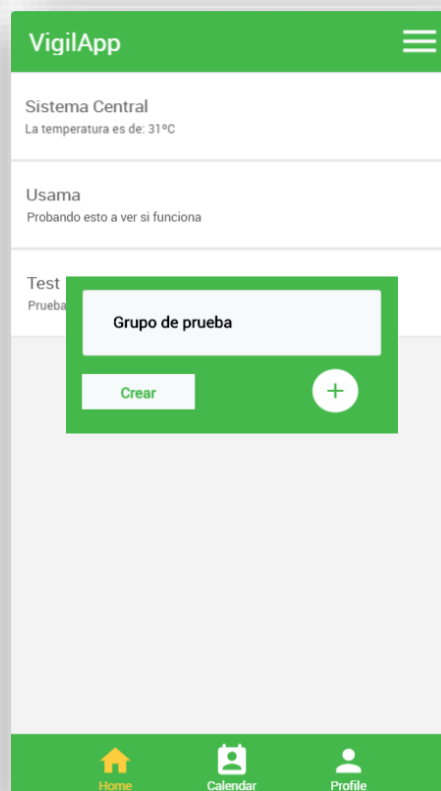 VigilApp
Sistema Central
La temperatura es de: 31ºC
Usama
Probando esto a ver si funciona
Test
Prueba
Grupo de prueba
Crear
Home
Calendar
Profile